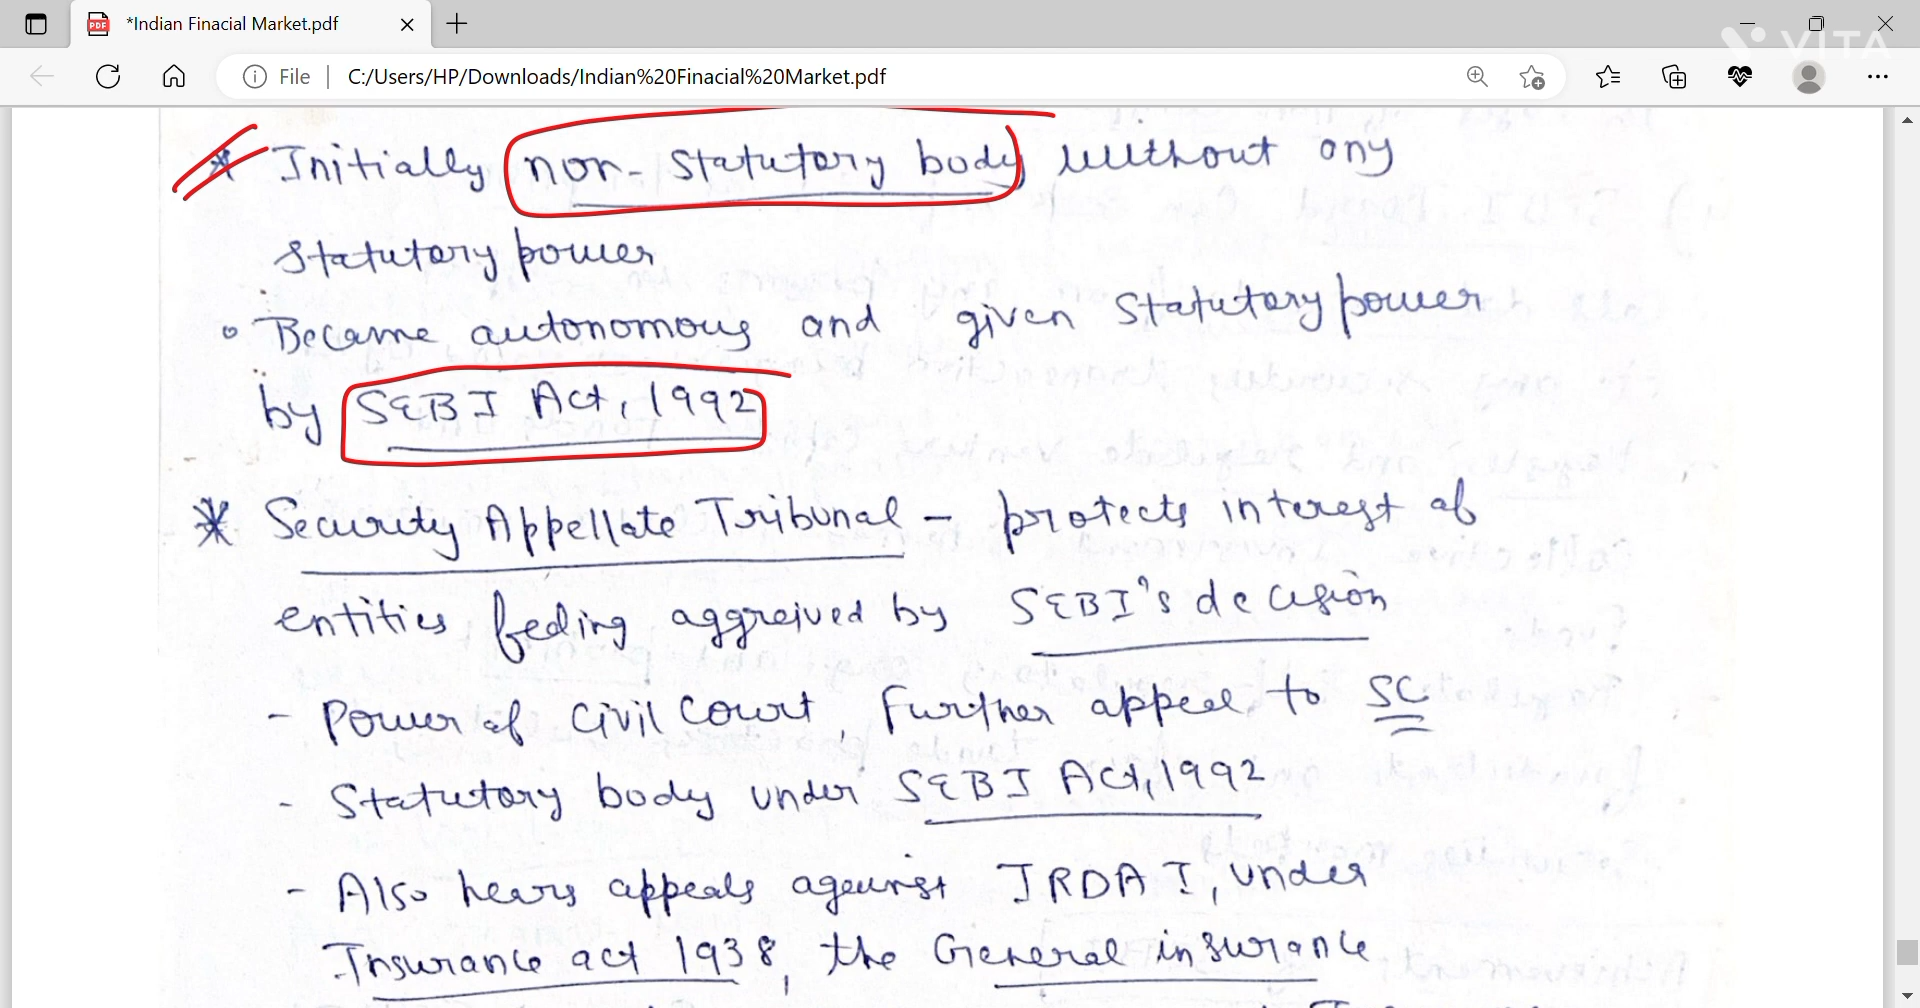 *Indian Finacial Market.pdf
VITA
File | C:/Users/HP/Downloads/Indian%20Finacial%20Market.pdf
* Initially non-statutory body without any
statutory power
Became autonomous and given statutory power
by SEBI Act, 1992
* Security Appellate Tribunal - protects interest of
entities feeling aggreived by SEBI's decision
- Power of civil court, further appeal to SC
- Statutory body under SEBI Act, 1992
- Also hears appeals against IRDAI, under
Insurance act 1938, the General insurance